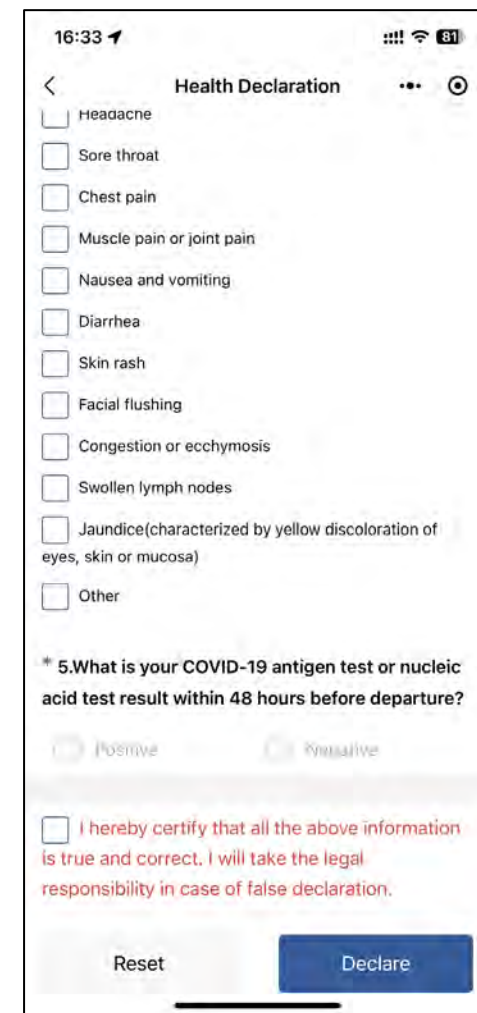 16:33
81
Health Declaration
Headache
Sore throat
Chest pain
Muscle pain or joint pain
Nausea and vomiting
Diarrhea
Skin rash
Facial flushing
Congestion or ecchymosis
Swollen lymph nodes
Jaundice(characterized by yellow discoloration of
eyes, skin or mucosa)
Other
* 5.What is your COVID-19 antigen test or nucleic
acid test result within 48 hours before departure?
Positive Negative
I hereby certify that all the above information
is true and correct. I will take the legal
responsibility in case of false declaration.
Reset Declare